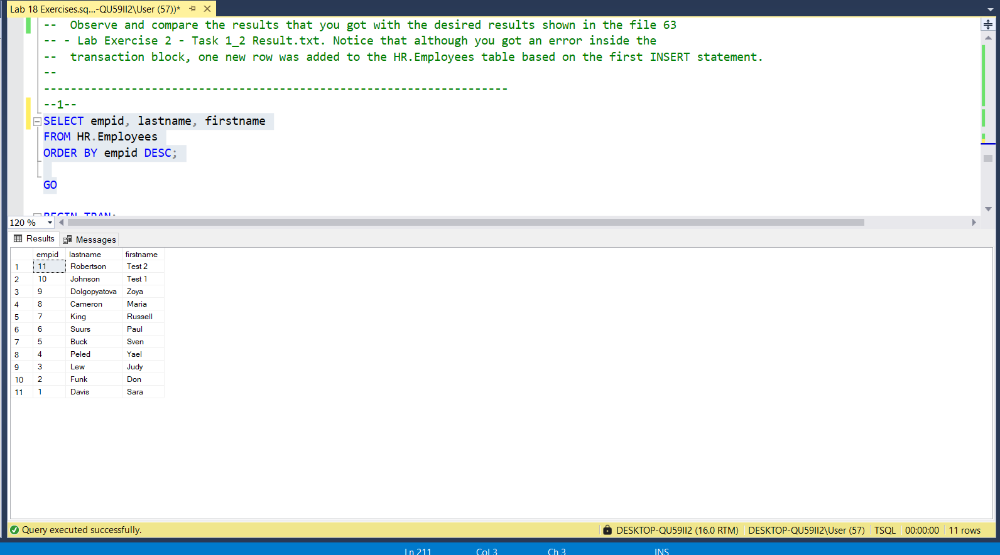 Lab 18 Exercises.sq...-QU59II2\User (57))*
--  Observe and compare the results that you got with the desired results shown in the file 63
-- - Lab Exercise 2 - Task 1_2 Result.txt. Notice that although you got an error inside the
--  transaction block, one new row was added to the HR.Employees table based on the first INSERT statement.
--
---------------------------------------------------------------------
--1--
SELECT empid, lastname, firstname
FROM HR.Employees
ORDER BY empid DESC;
GO
BEGIN TRAN;
120 %
Results Messages
empid lastname firstname
1 11 Robertson Test 2
2 10 Johnson Test 1
3 9 Dolgopyatova Zoya
4 8 Cameron Maria
5 7 King Russell
6 6 Suurs Paul
7 5 Buck Sven
8 4 Peled Yael
9 3 Lew Judy
10 2 Funk Don
11 1 Davis Sara
Query executed successfully. DESKTOP-QU59II2 (16.0 RTM) DESKTOP-QU59II2\User (57) TSQL 00:00:00 11 rows
Ln 211 Col 3 Ch 3 INS